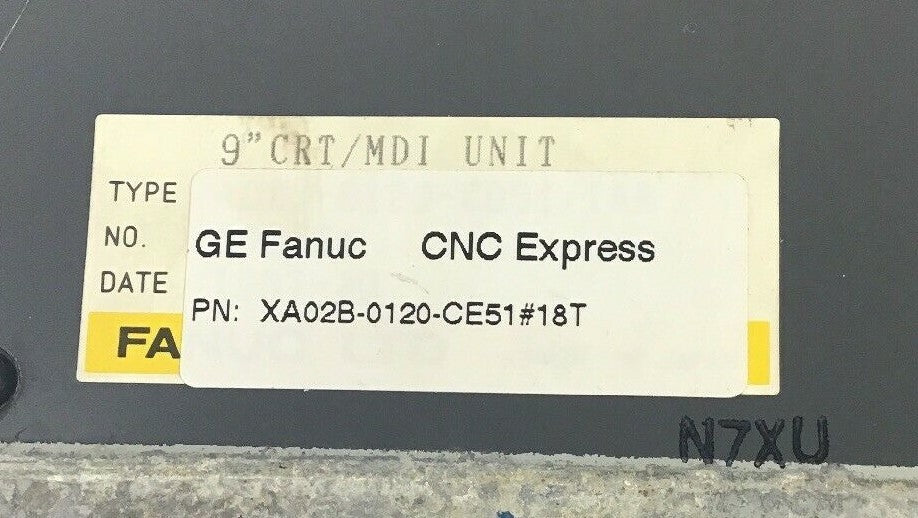 9"CRT/MDI UNIT
TYPE
NO.
GE Fanuc CNC Express
DATE
PN: XA02B-0120-CE51#18T
FA
N7XU